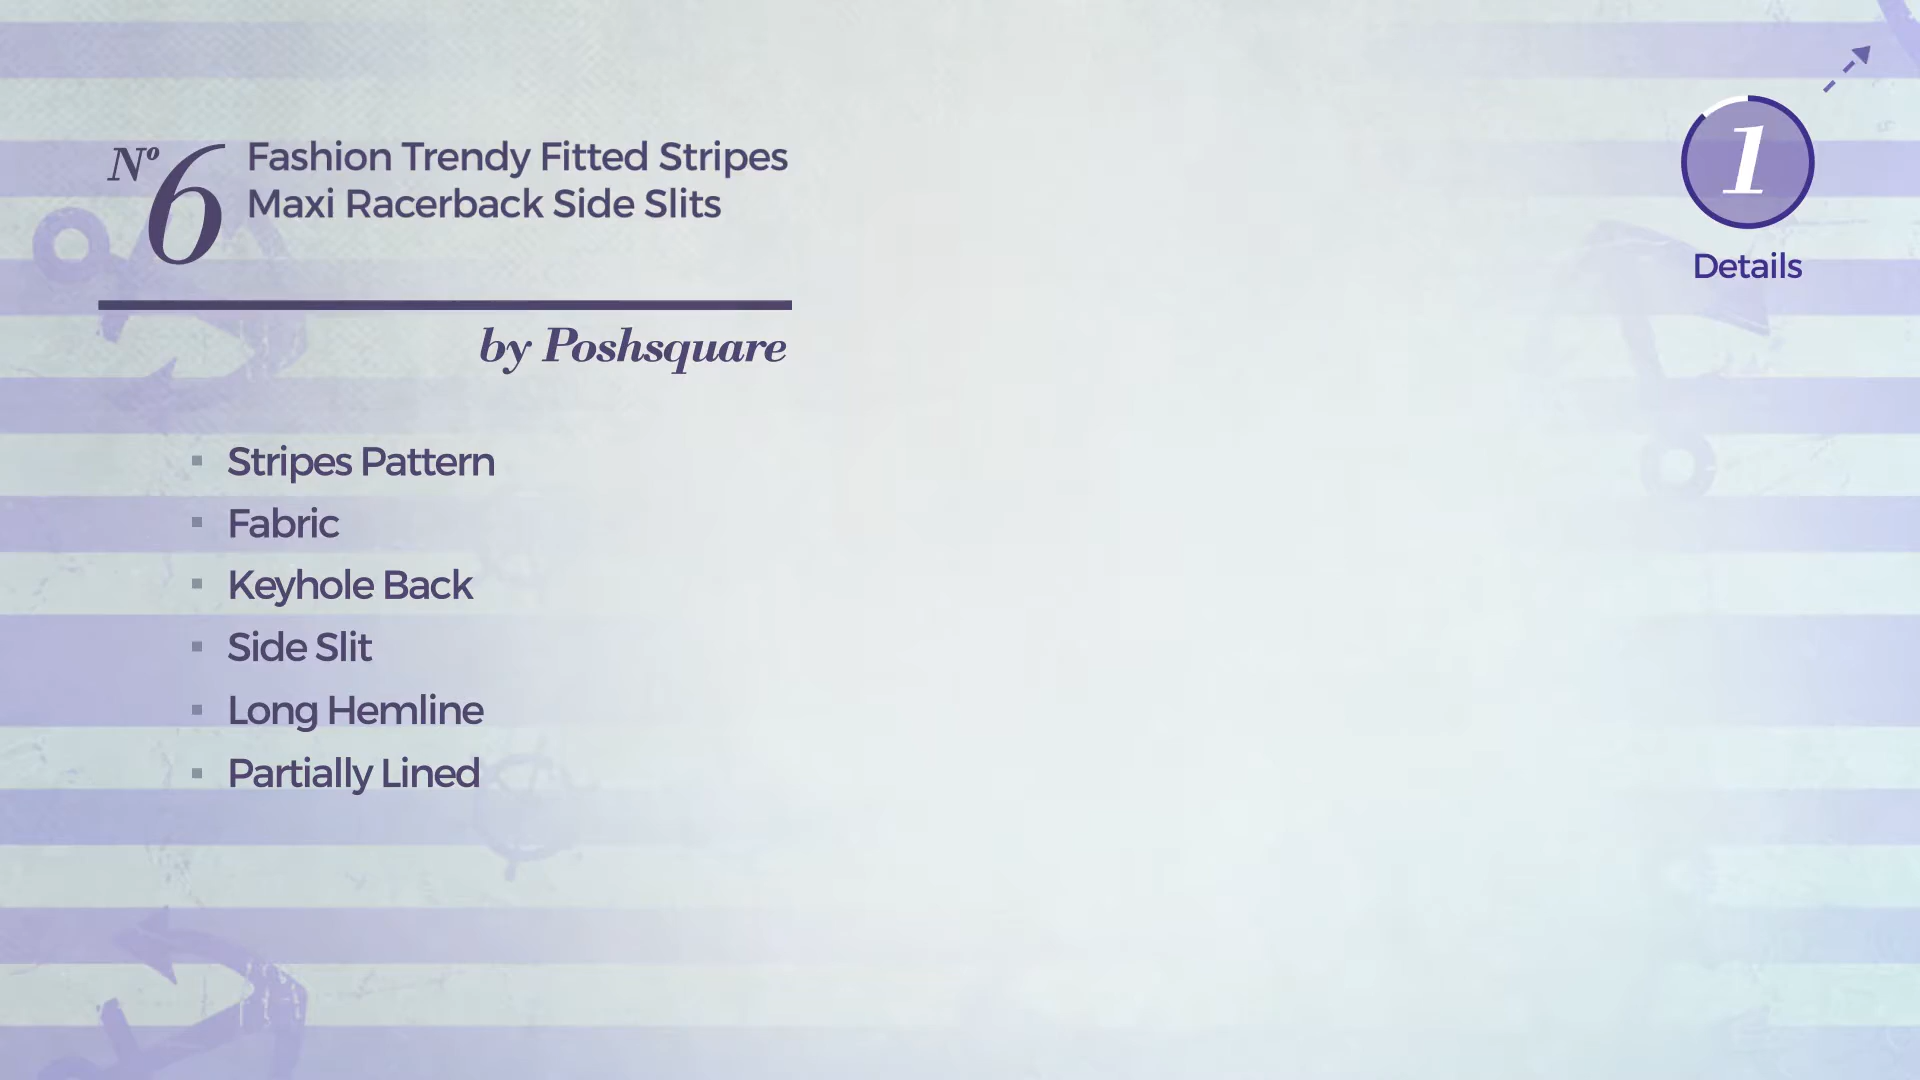 Nº 6 Fashion Trendy Fitted Stripes
Maxi Racerback Side Slits
by Poshsquare
Stripes Pattern
Fabric
Keyhole Back
Side Slit
Long Hemline
Partially Lined
1
Details